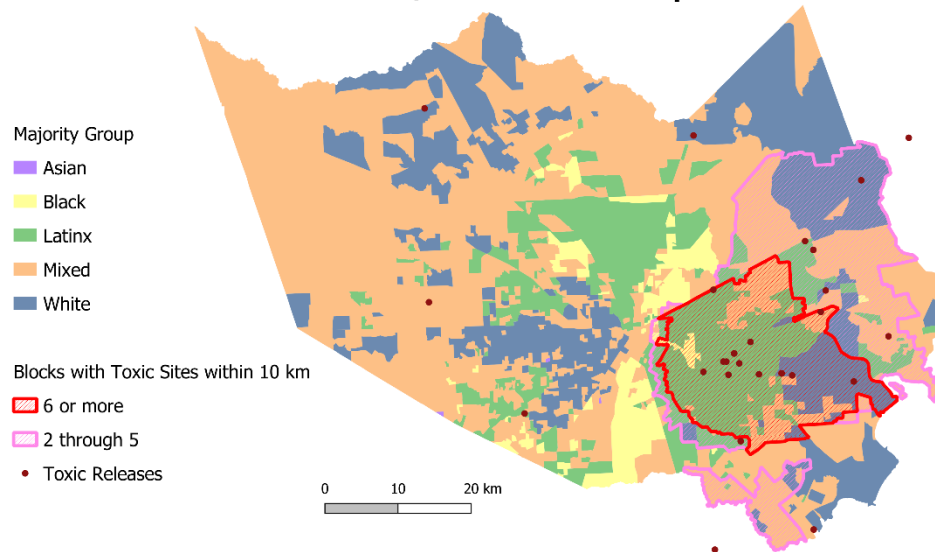 Majority Group
Asian
Black
Latinx
Mixed
White
Blocks with Toxic Sites within 10 km
6 or more
2 through 5
Toxic Releases
0 10 20 km